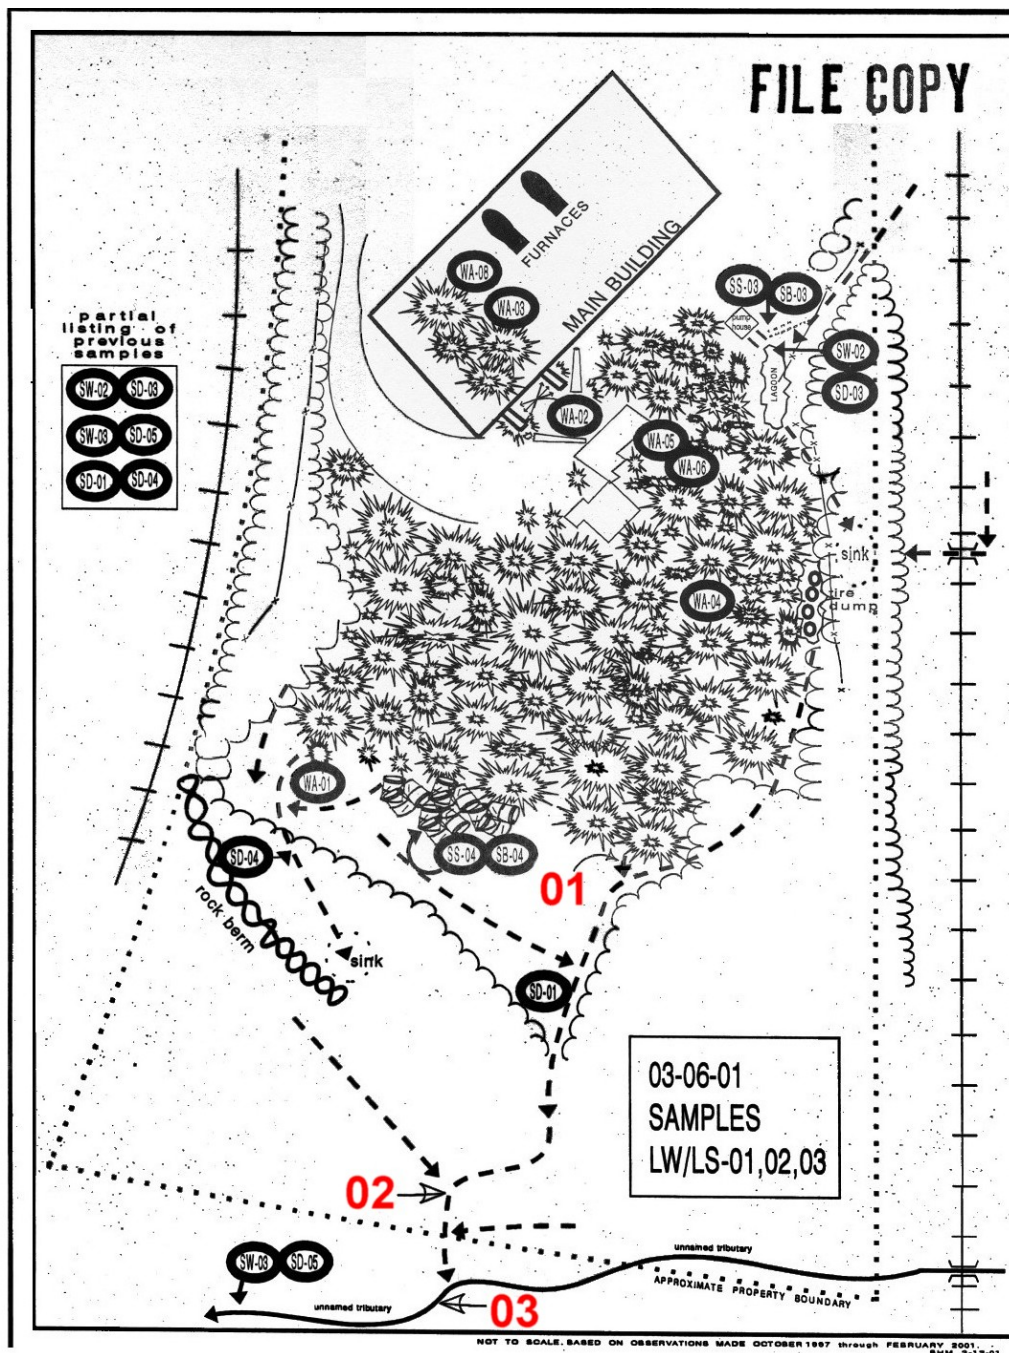 FILE COPY
FURNACES
MAIN BUILDING
WA-08
WA-03
SS-03
SB-03
pump
house
partial
listing of
previous
samples
SW-02
SD-03
SW-03
SD-05
SD-01
SD-04
SW-02
SD-03
LAGOON
WA-02
WA-05
WA-06
sink
ire
dump
WA-04
WA-01
SD-04
SS-04
SB-04
rock berm
01
sink
SD-01
03-06-01
SAMPLES
LW/LS-01,02,03
02
SW-03
SD-05
unnamed tributary
APPROXIMATE PROPERTY BOUNDARY
unnamed tributary
03
NOT TO SCALE. BASED ON OBSERVATIONS MADE OCTOBER 1997 through FEBRUARY 2001.